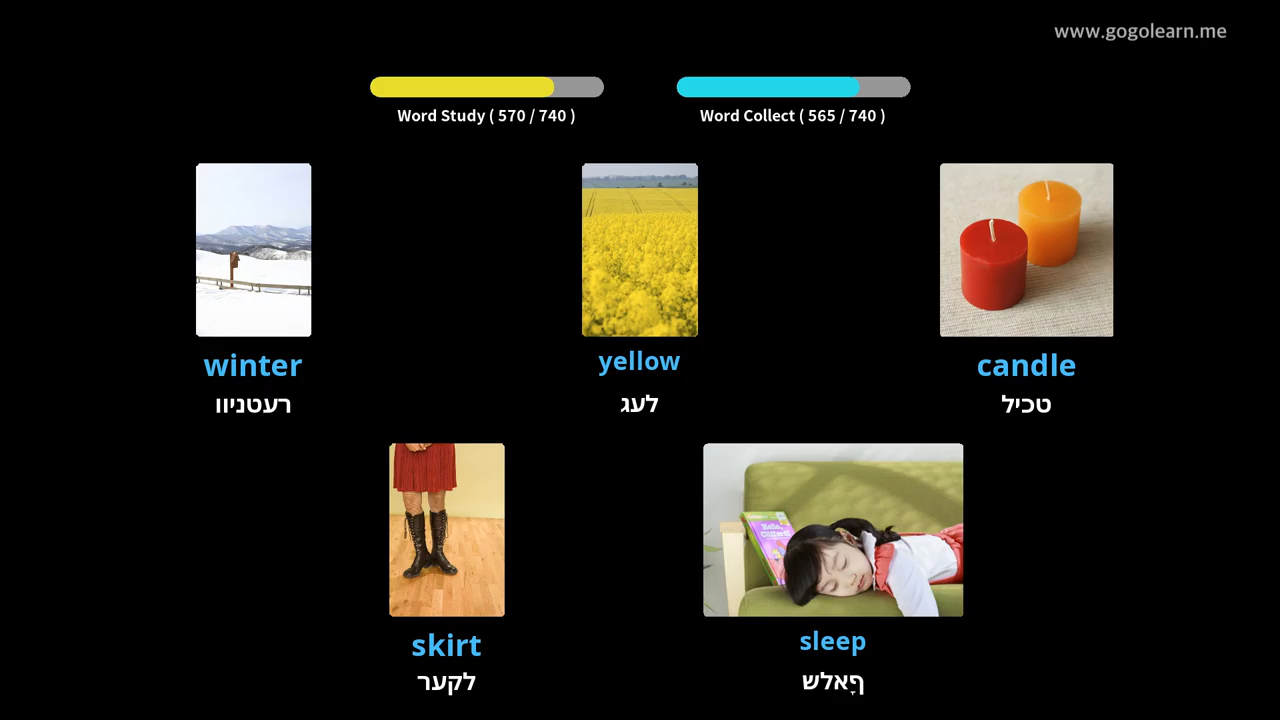 www.gogolearn.me
Word Study ( 570 / 740 )
Word Collect ( 565 / 740 )
winter
yellow
candle
רעטניוו
לעג
טכיל
skirt
sleep
לקער
ףָאלש